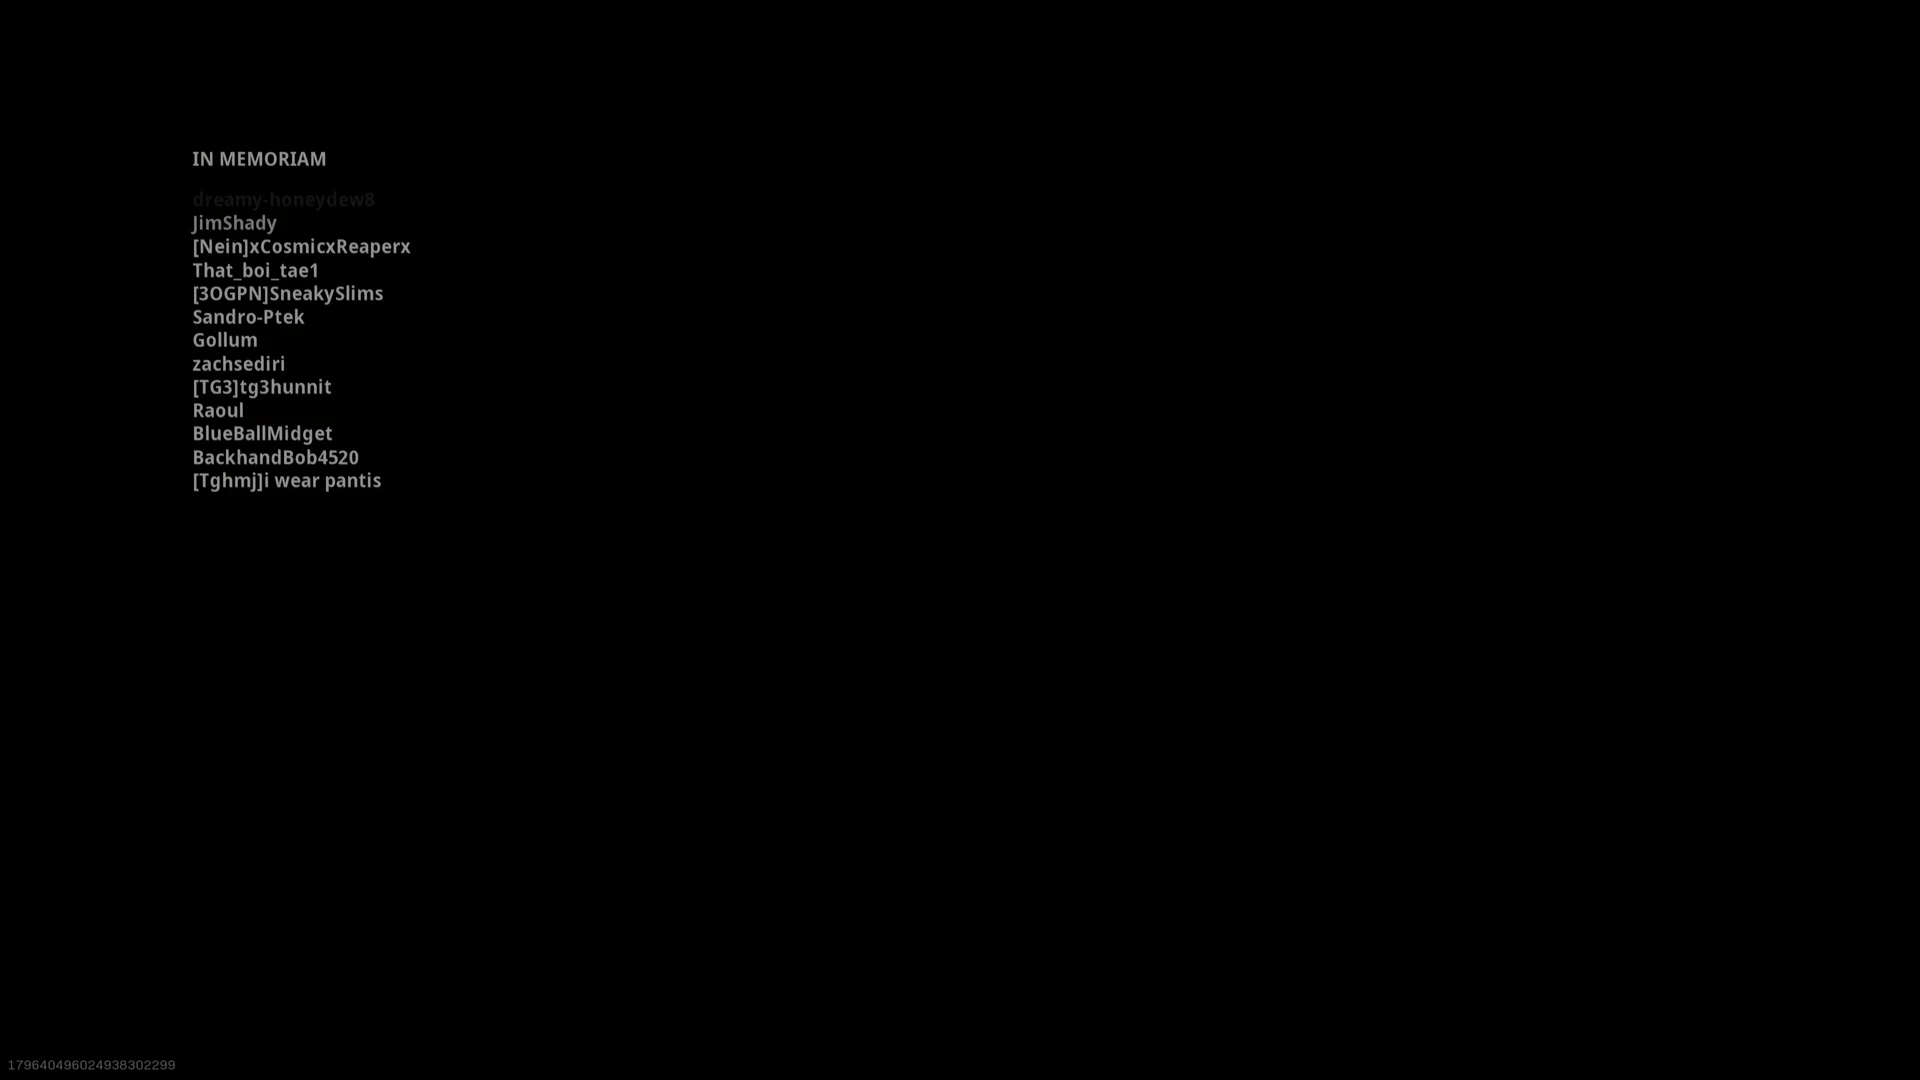 IN MEMORIAM
dreamy-honeydew8
JimShady
[Nein]xCosmicxReaperx
That_boi_tae1
[3OGPN]SneakySlims
Sandro-Ptek
Gollum
zachsediri
[TG3]tg3hunnit
Raoul
BlueBallMidget
BackhandBob4520
[Tghmj]i wear pantis
179640496024938302299